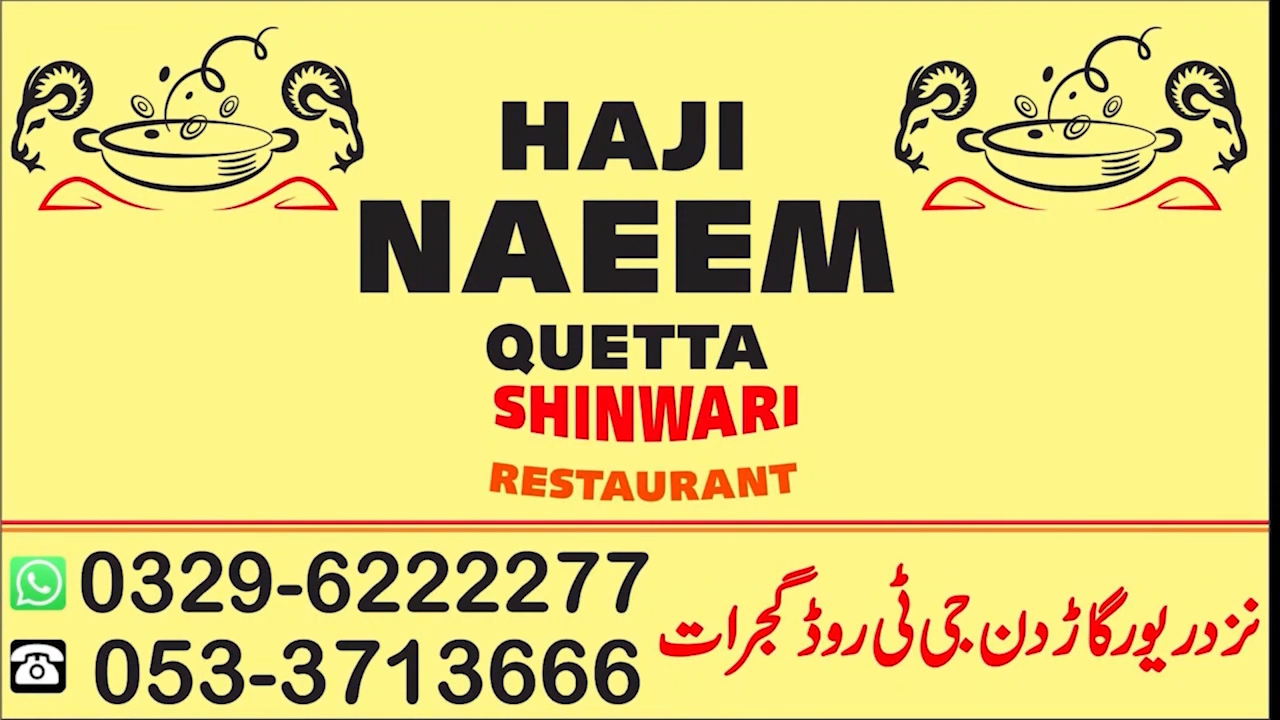 HAJI
NAEEM
QUETTA
SHINWARI
RESTAURANT
0329-6222277
053-3713666
نزد ریور گارڈن جی ٹی روڈ گجرات